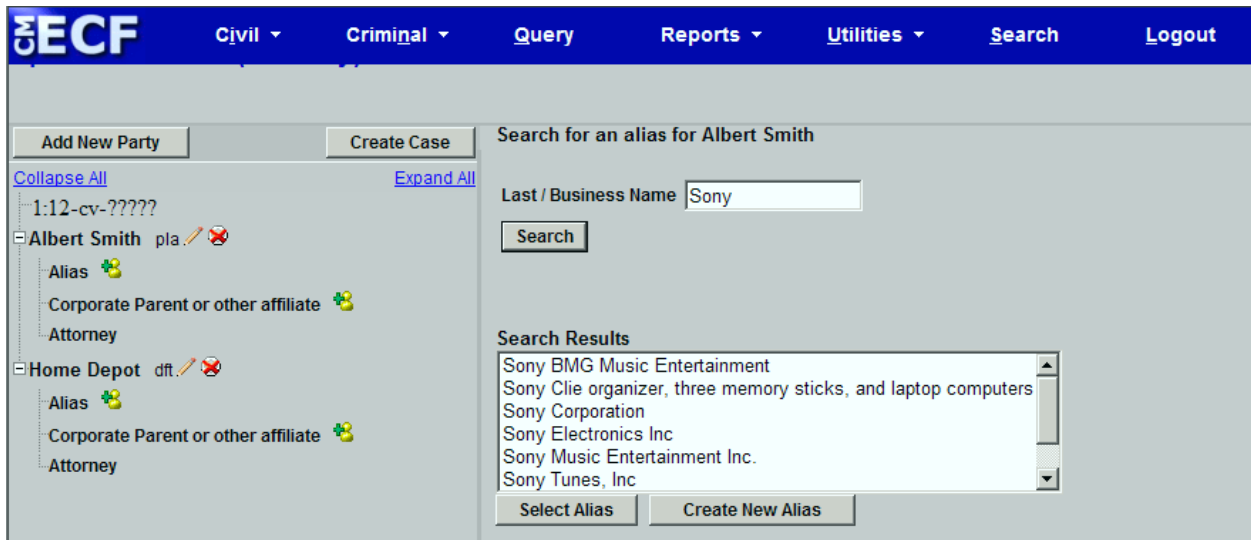 CM ECF Civil Criminal Query Reports Utilities Search Logout
Add New Party Create Case
Collapse All Expand All
1:12-cv-?????
Albert Smith pla
Alias
Corporate Parent or other affiliate
Attorney
Home Depot dft
Alias
Corporate Parent or other affiliate
Attorney
Search for an alias for Albert Smith
Last / Business Name Sony
Search
Search Results
Sony BMG Music Entertainment
Sony Clie organizer, three memory sticks, and laptop computers
Sony Corporation
Sony Electronics Inc
Sony Music Entertainment Inc.
Sony Tunes, Inc
Select Alias Create New Alias